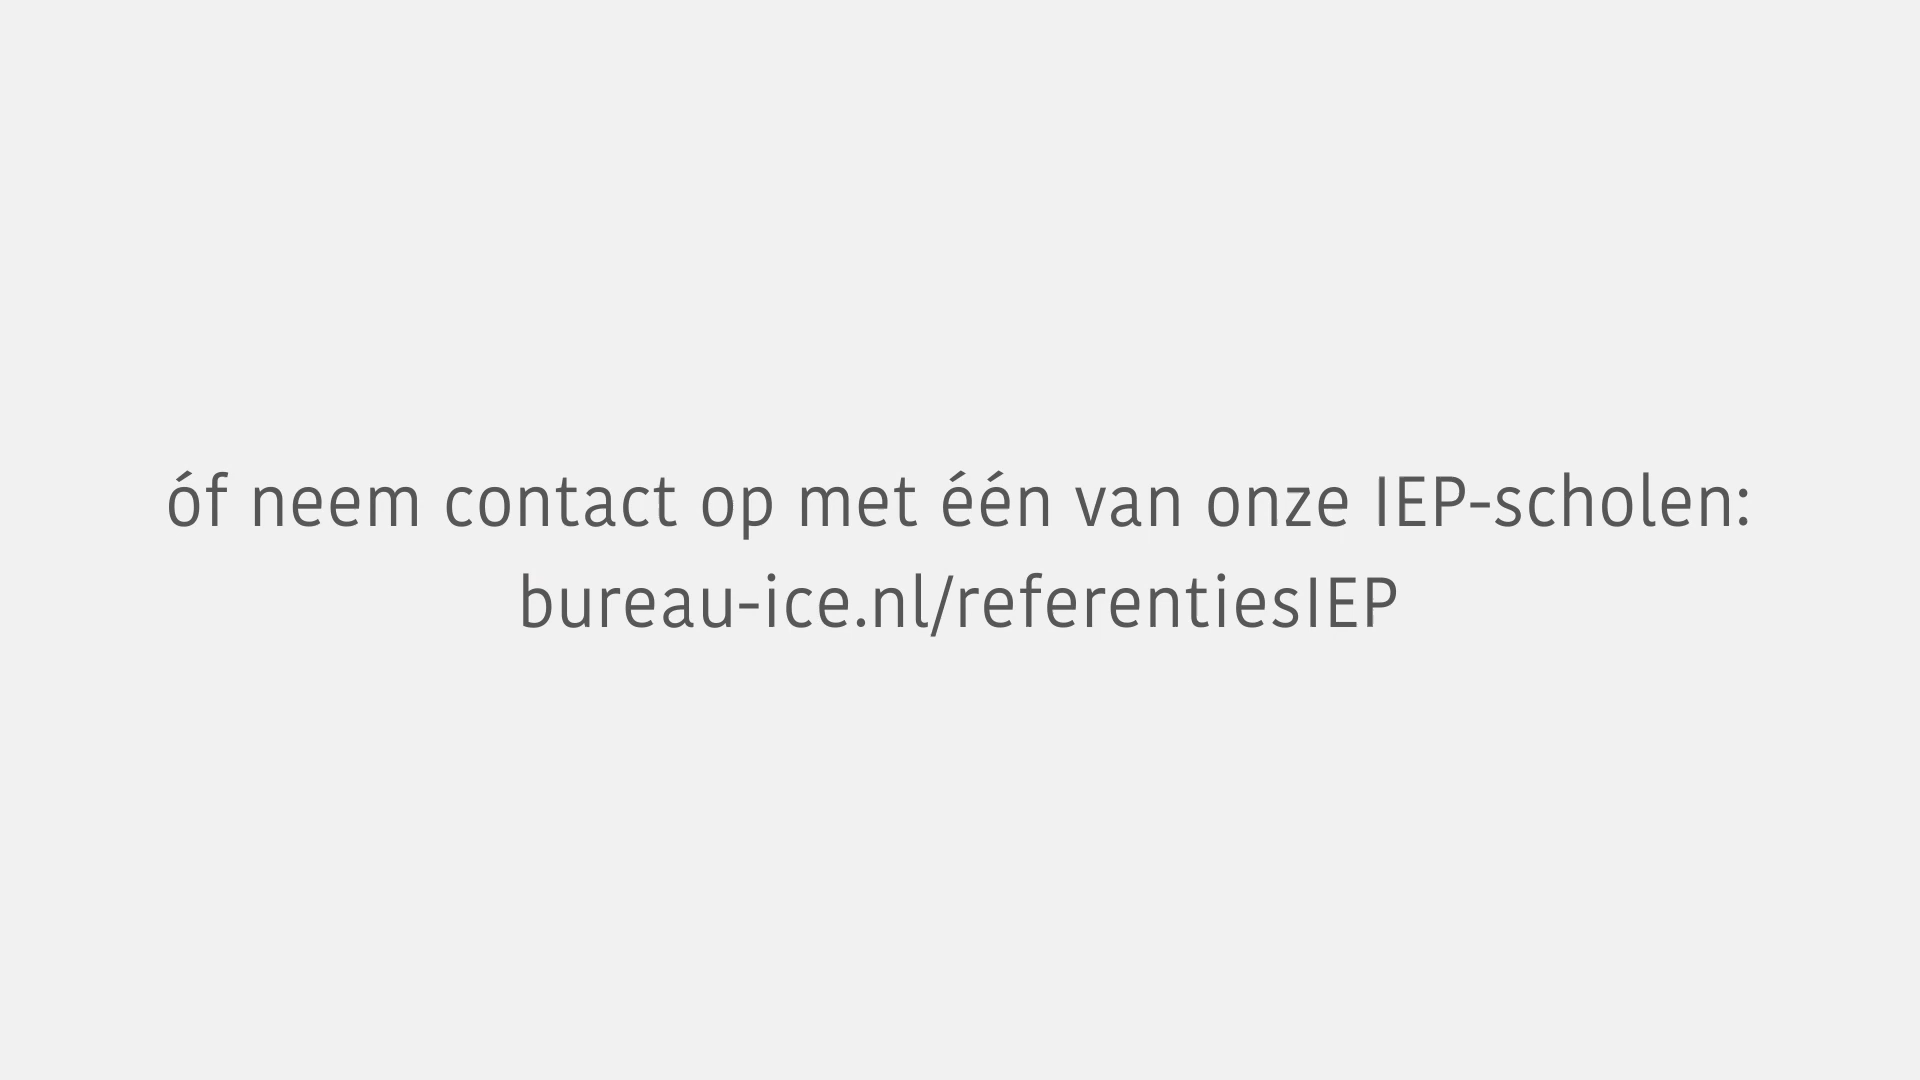 óf neem contact op met één van onze IEP-scholen:
bureau-ice.nl/referentiesIEP